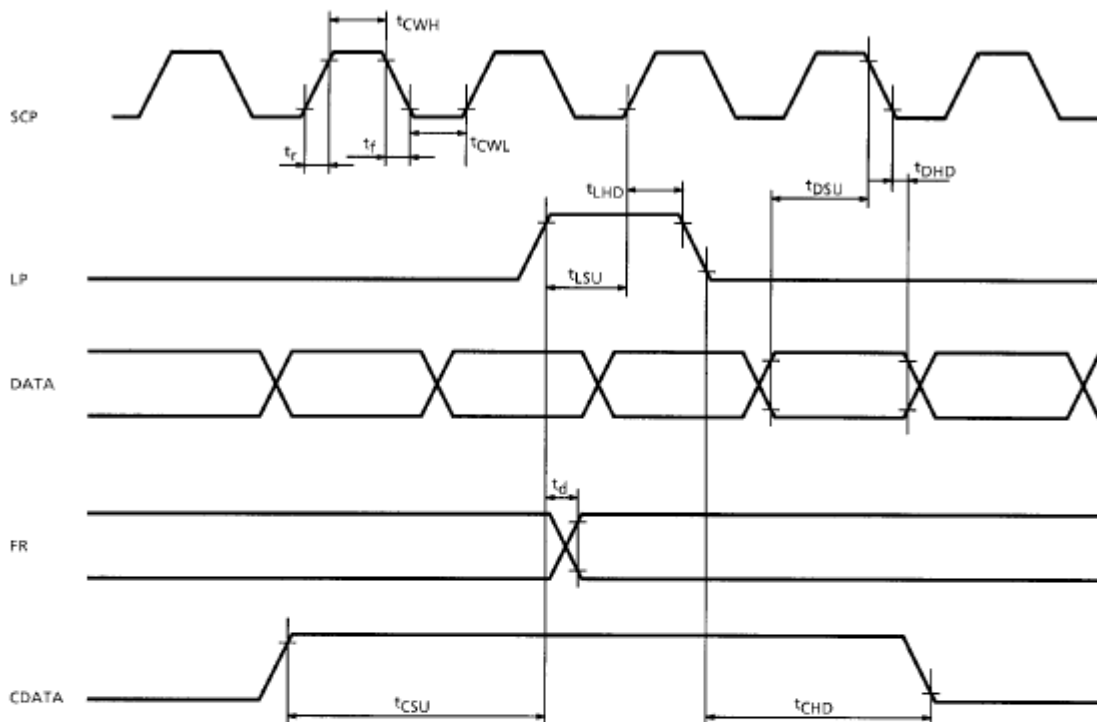 tCWH
SCP
tr
tf
tCWL
tLHD
tDSU
tDHD
LP
tLSU
DATA
td
FR
CDATA
tCSU
tCHD